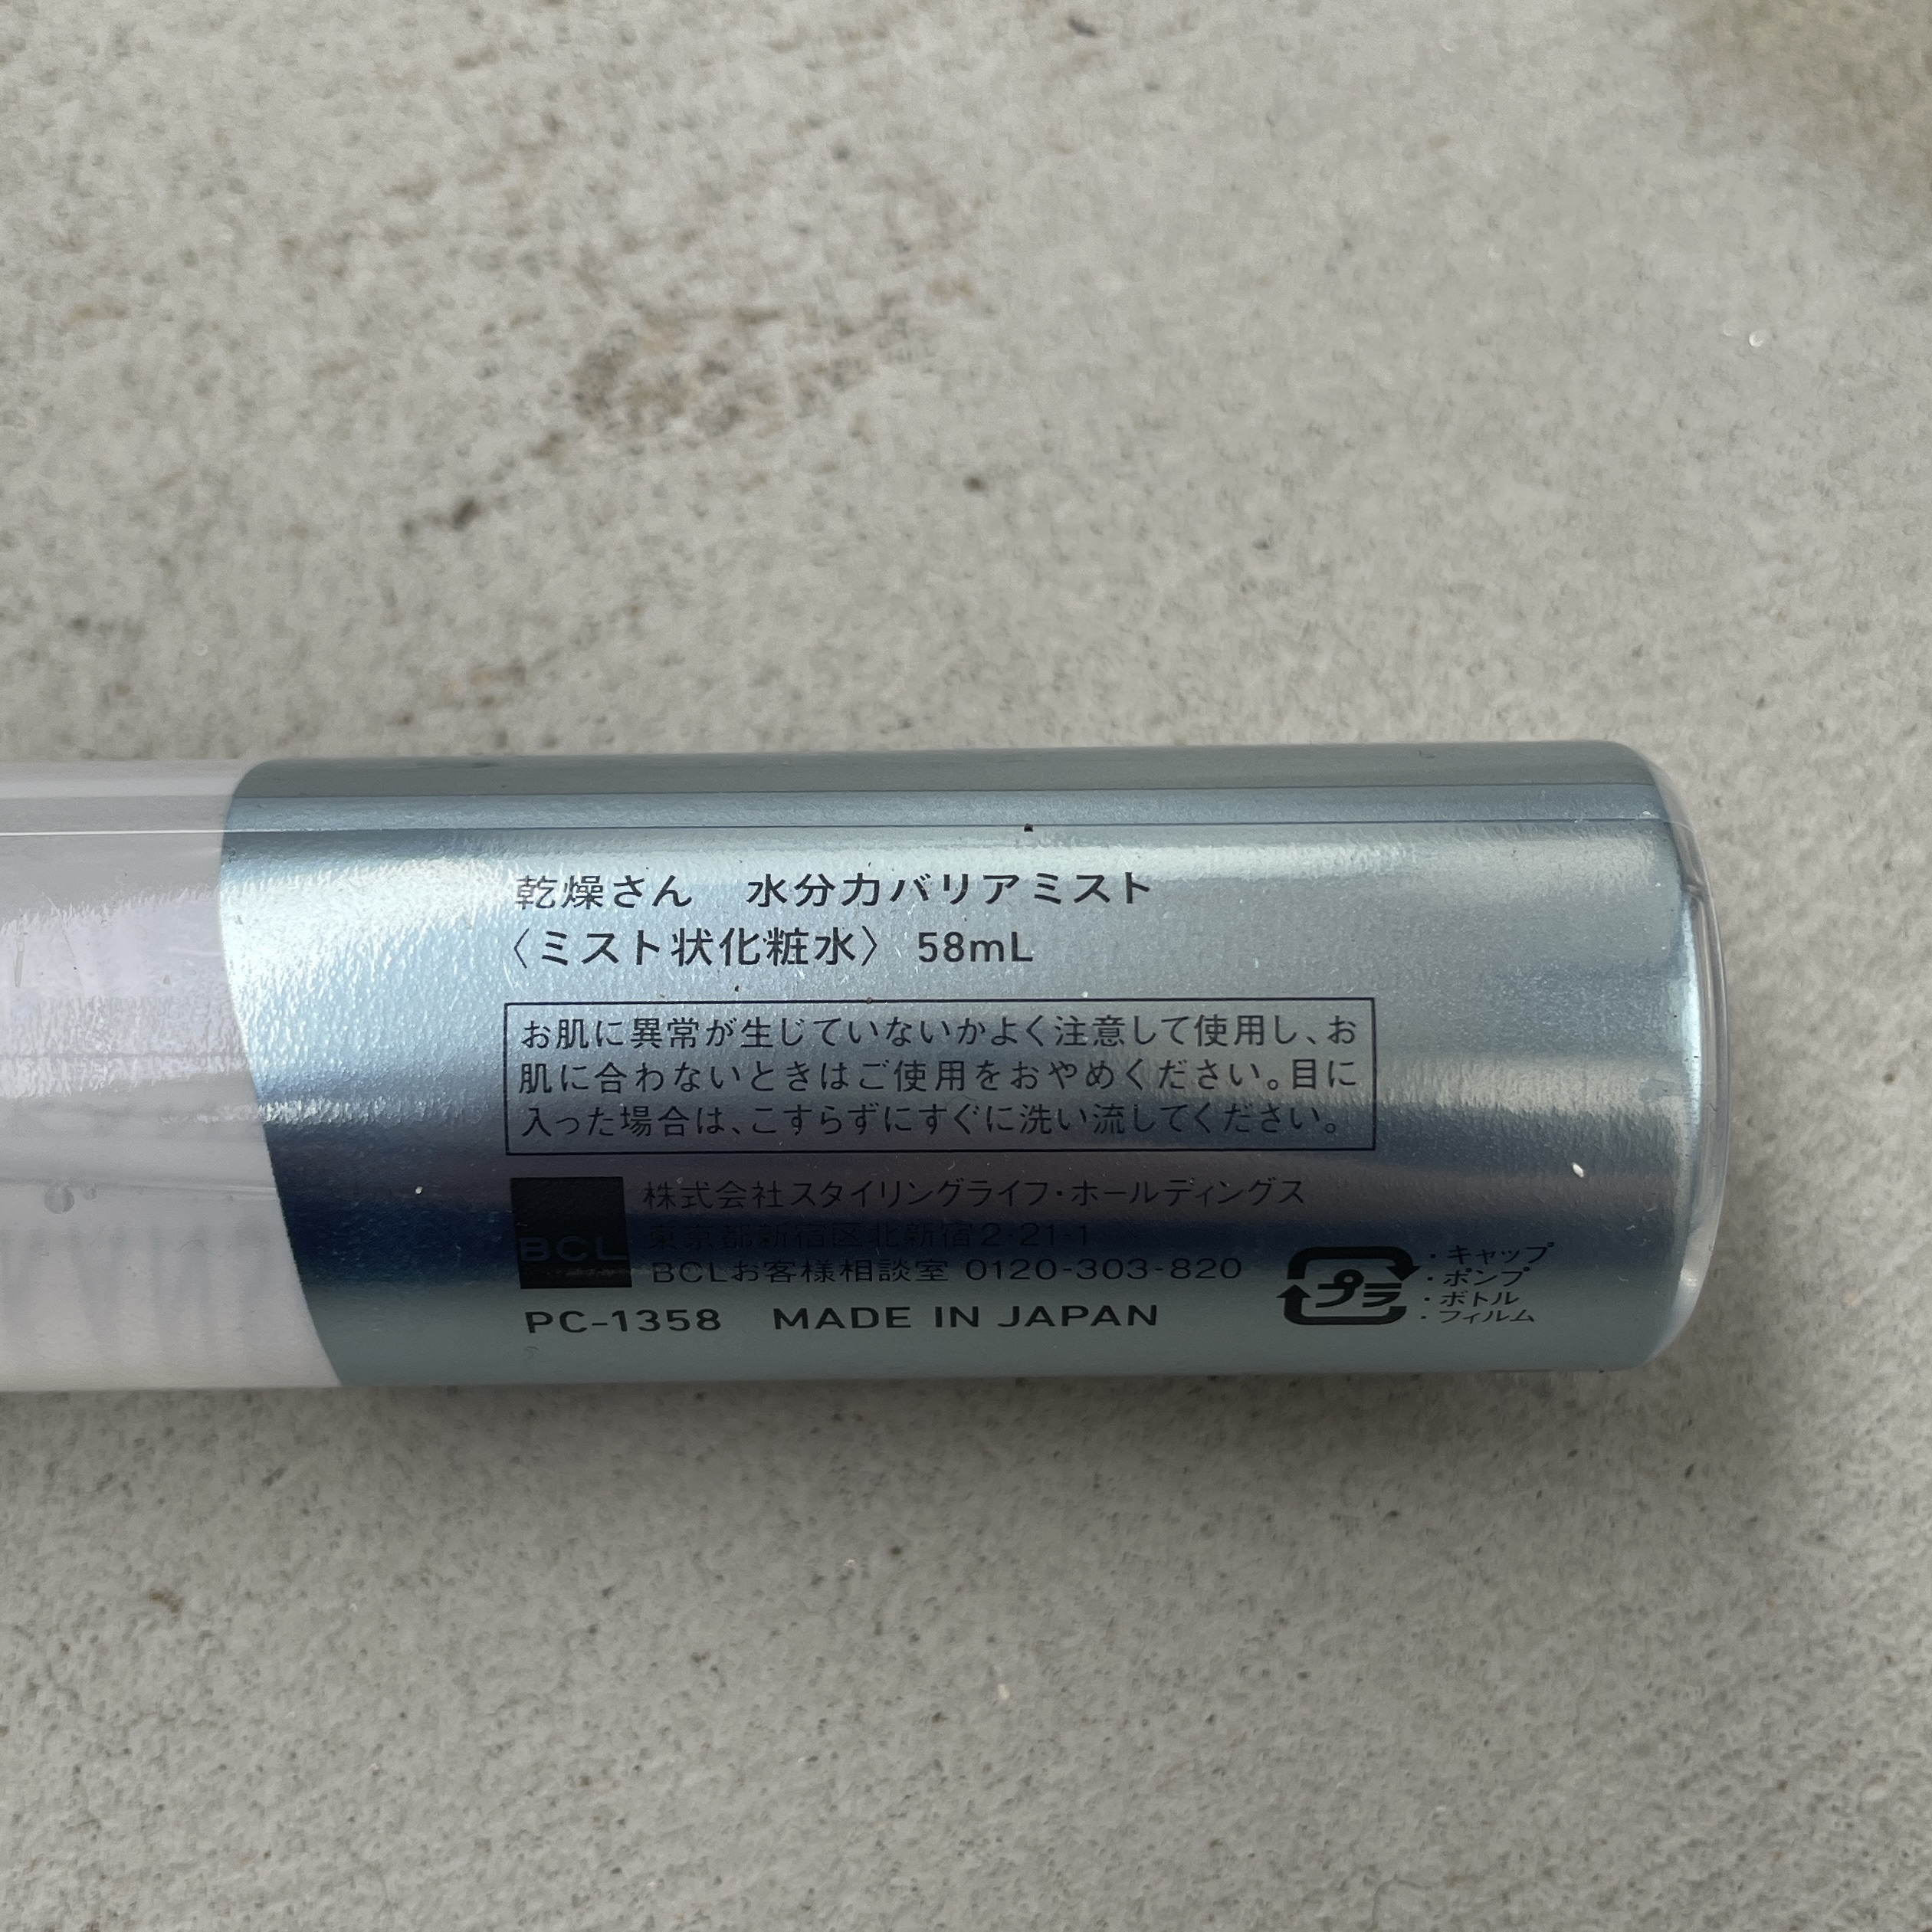 乾燥さん 水分力バリアミスト
〈ミスト状化粧水〉 58mL
お肌に異常が生じていないかよく注意して使用し、お
肌に合わないときはご使用をおやめください。目に
入った場合は、こすらずにすぐに洗い流してください。
BCL
株式会社スタイリングライフ・ホールディングス
東京都新宿区北新宿2-21-1
BCLお客様相談室 0120-303-820
PC-1358 MADE IN JAPAN
プラ
・キャップ
・ポンプ
・ボトル
・フィルム